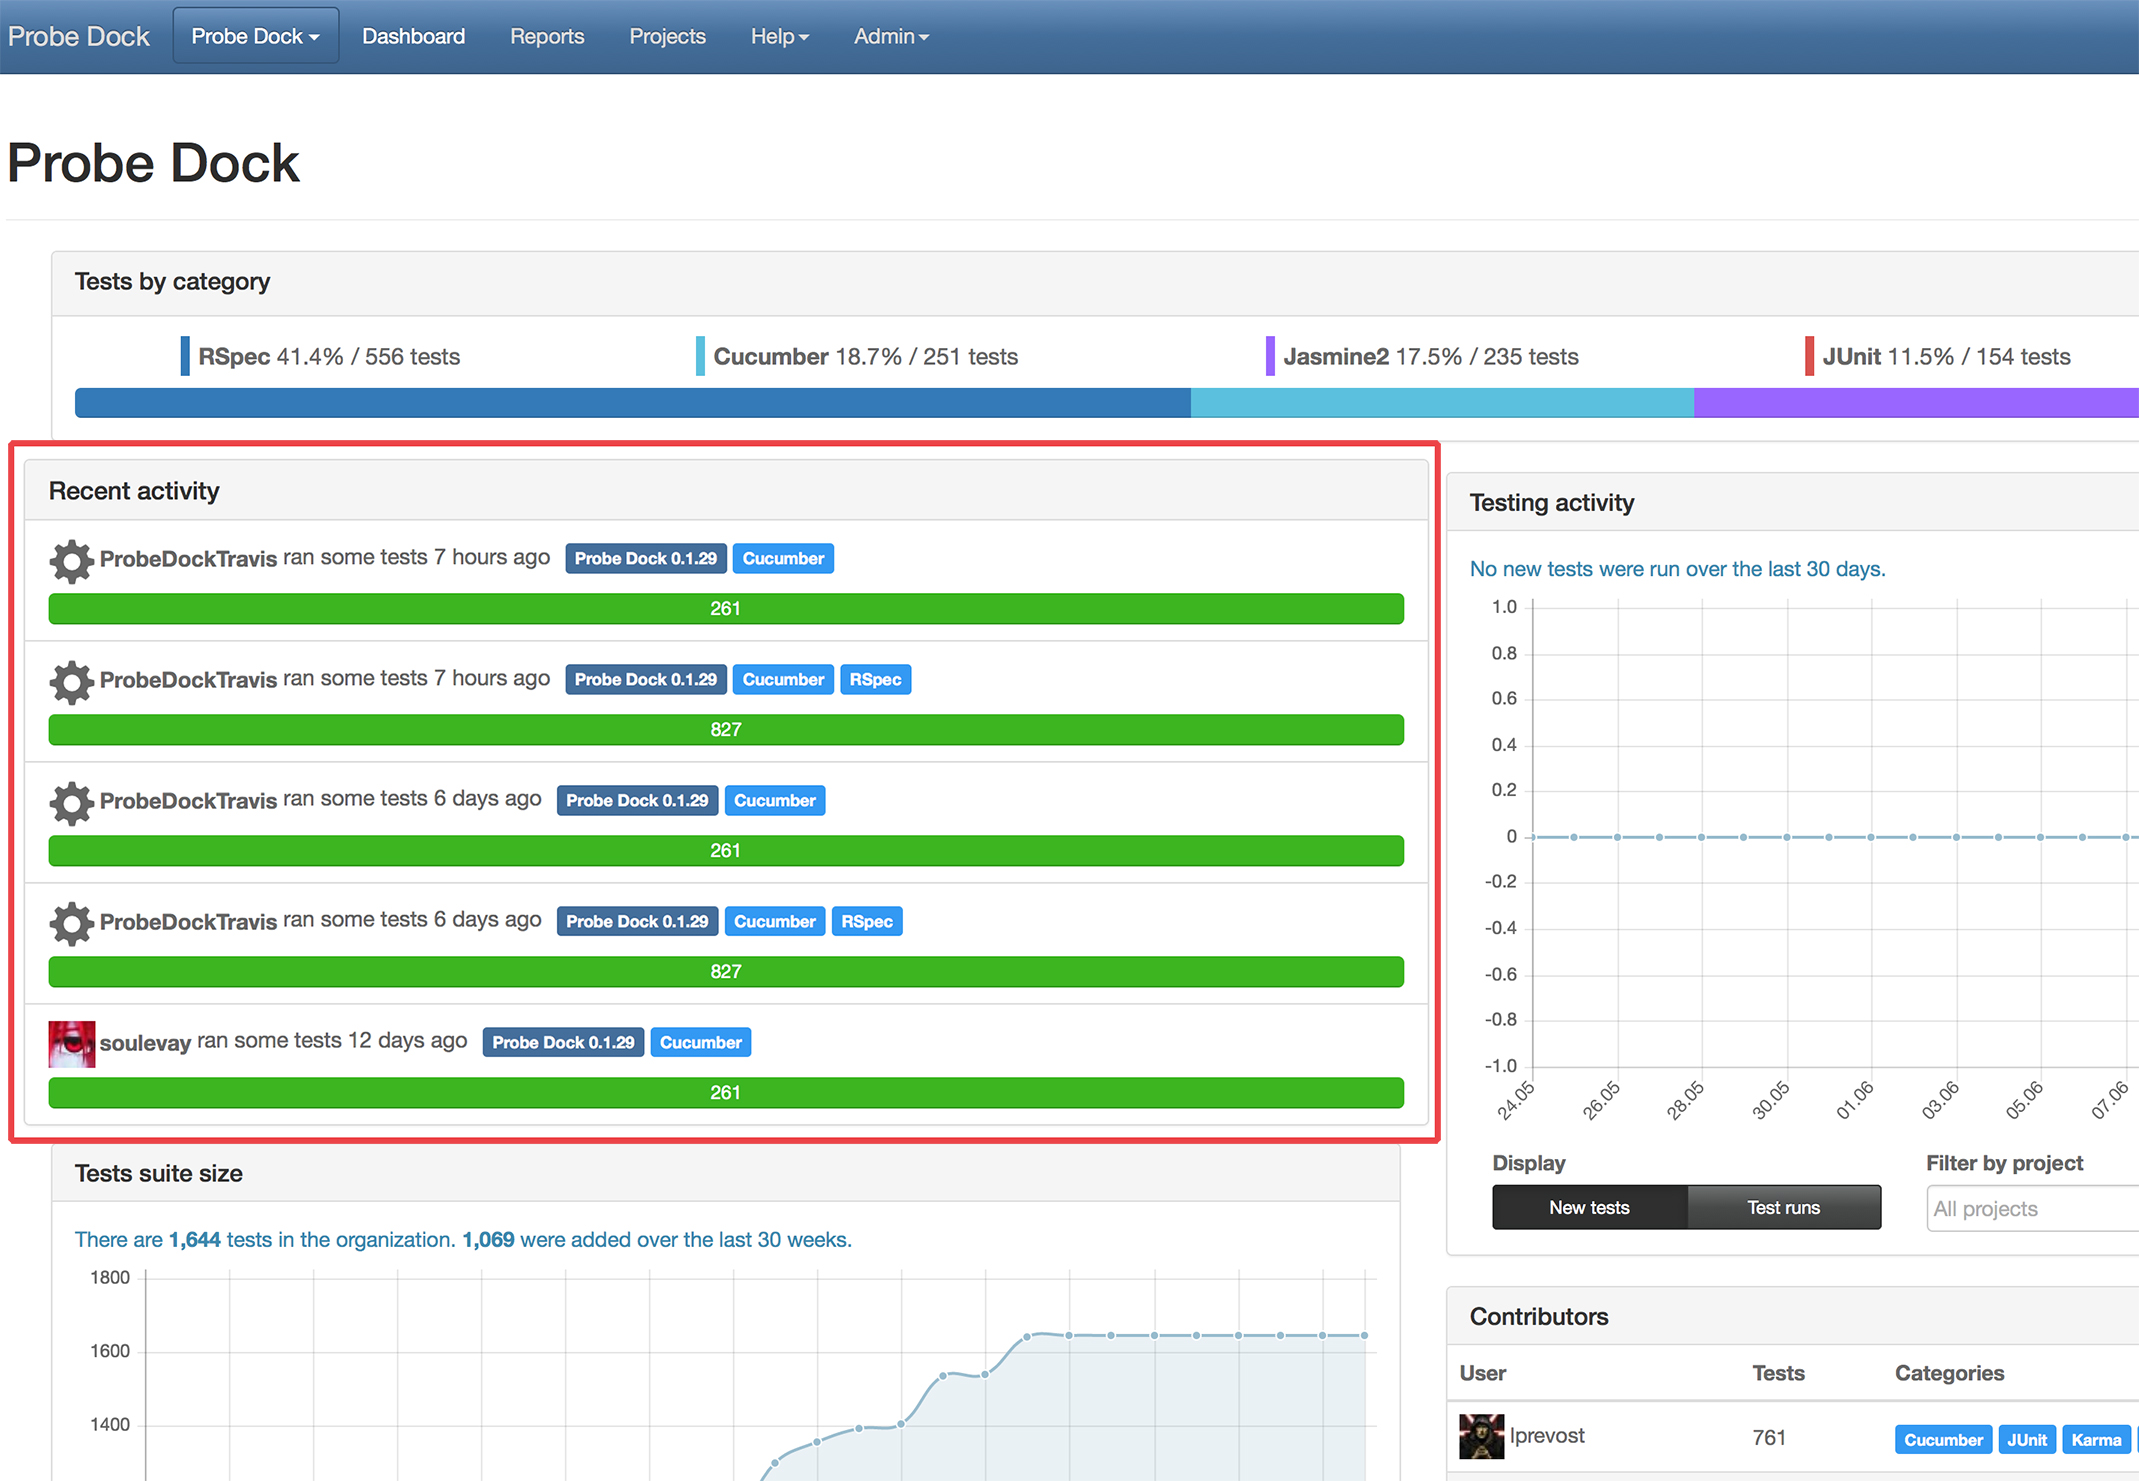 Probe Dock Probe Dock Dashboard Reports Projects Help Admin
Probe Dock
Tests by category
RSpec 41.4% / 556 tests Cucumber 18.7% / 251 tests Jasmine2 17.5% / 235 tests JUnit 11.5% / 154 tests
Recent activity
ProbeDockTravis ran some tests 7 hours ago Probe Dock 0.1.29 Cucumber
261
ProbeDockTravis ran some tests 7 hours ago Probe Dock 0.1.29 Cucumber RSpec
827
ProbeDockTravis ran some tests 6 days ago Probe Dock 0.1.29 Cucumber
261
ProbeDockTravis ran some tests 6 days ago Probe Dock 0.1.29 Cucumber RSpec
827
soulevay ran some tests 12 days ago Probe Dock 0.1.29 Cucumber
261
Testing activity
No new tests were run over the last 30 days.
1.0
0.8
0.6
0.4
0.2
0
-0.2
-0.4
-0.6
-0.8
-1.0
24.05 26.05 28.05 30.05 01.06 03.06 05.06 07.06
Display Filter by project
New tests Test runs All projects
Tests suite size
There are 1,644 tests in the organization. 1,069 were added over the last 30 weeks.
1800
1600
1400
Contributors
User Tests Categories
lprevost 761 Cucumber JUnit Karma